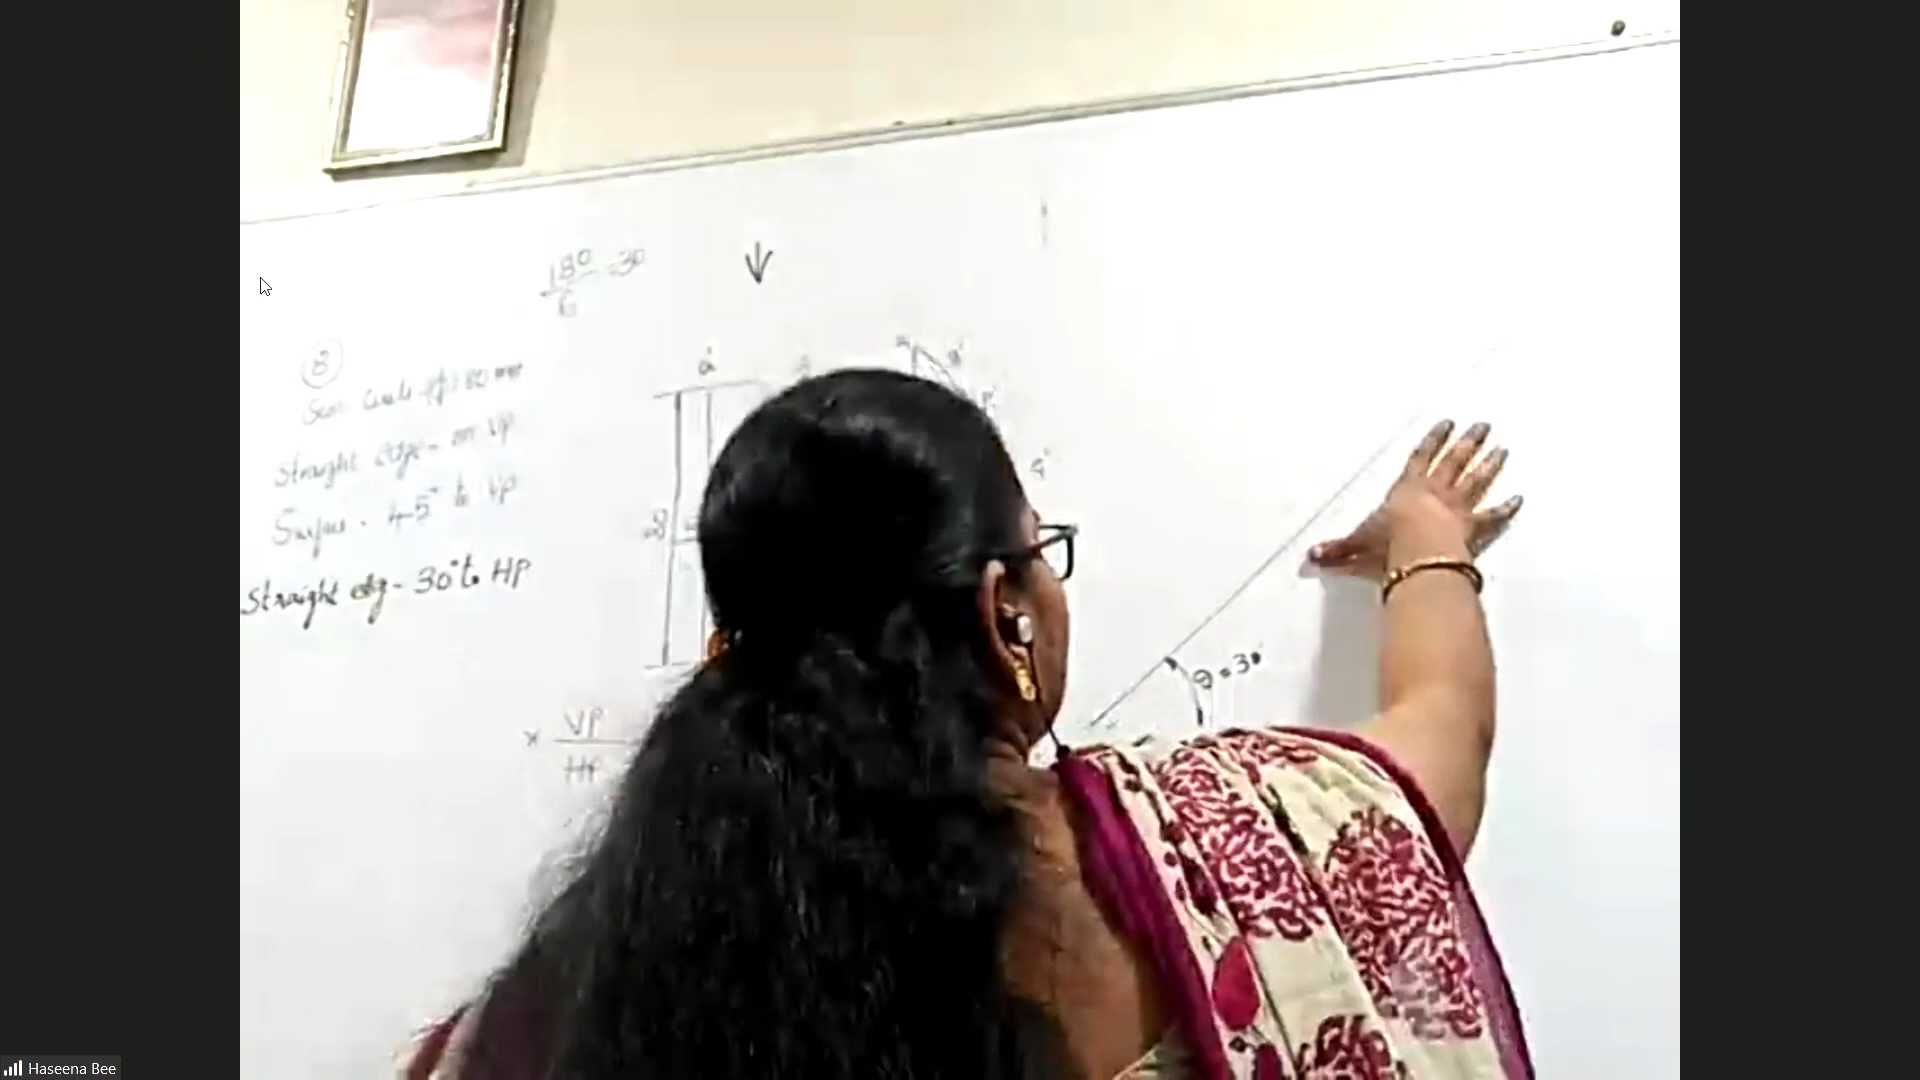 180 = 30
6
8
Semi Circle of ϕ 80 mm
Straight edge - on VP
Surface - 45° to VP
Straight edg - 30° to HP
a'
g'
θ = 30°
x VP
HP
Haseena Bee